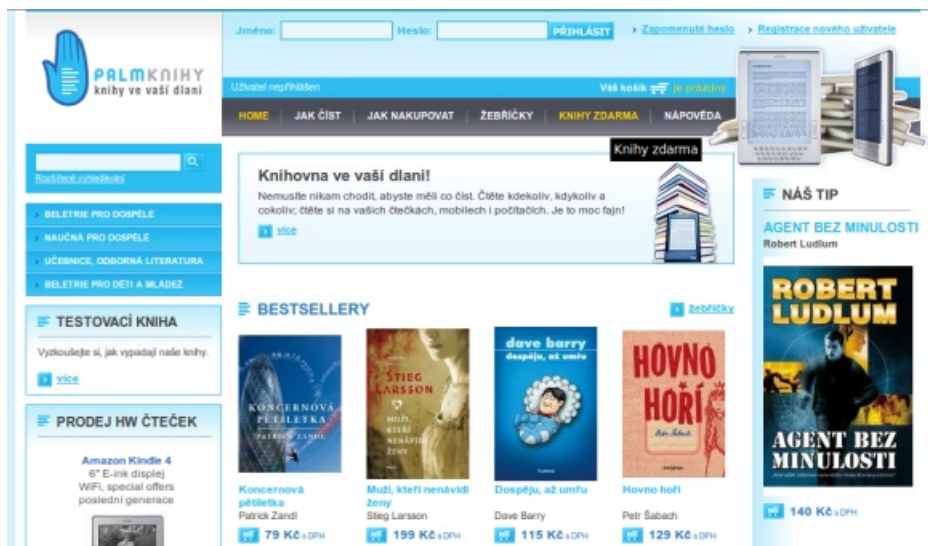 Jméno:
Heslo:
PŘIHLÁSIT
Zapomenuté heslo
Registrace nového uživatele
PALMKNIHY
knihy ve vaší dlani
Uživatel nepřihlášen
Váš košík je prázdný
HOME
JAK ČÍST
JAK NAKUPOVAT
ŽEBŘÍČKY
KNIHY ZDARMA
NÁPOVĚDA
Knihy zdarma
Rozšířené vyhledávání
BELETRIE PRO DOSPĚLÉ
NAUČNÁ PRO DOSPĚLÉ
UČEBNICE, ODBORNÁ LITERATURA
BELETRIE PRO DĚTI A MLÁDEŽ
TESTOVACÍ KNIHA
Vyzkoušejte si, jak vypadají naše knihy.
více
PRODEJ HW ČTEČEK
Amazon Kindle 4
6" E-ink displej
WiFi, special offers
poslední generace
Knihovna ve vaší dlani!
Nemusíte nikam chodit, abyste měli co číst. Čtěte kdekoliv, kdykoliv a
cokoliv; čtěte si na vašich čtečkách, mobilech i počítačích. Je to moc fajn!
více
BESTSELLERY
žebříčky
KONCERNOVÁ
PĚTILETKA
PATRICK ZANDL
Koncernová
pětiletka
Patrick Zandl
79 Kč s DPH
STIEG
LARSSON
MUŽI,
KTEŘÍ
NENÁVIDÍ
ŽENY
Muži, kteří nenávidí
ženy
Stieg Larsson
199 Kč s DPH
dave barry
dospěju, až umřu
Dospěju, až umřu
Dave Barry
115 Kč s DPH
HOVNO
HOŘÍ
Petr Šabach
Hovno hoří
Petr Šabach
129 Kč s DPH
NÁŠ TIP
AGENT BEZ MINULOSTI
Robert Ludlum
ROBERT
LUDLUM
AGENT BEZ
MINULOSTI
140 Kč s DPH